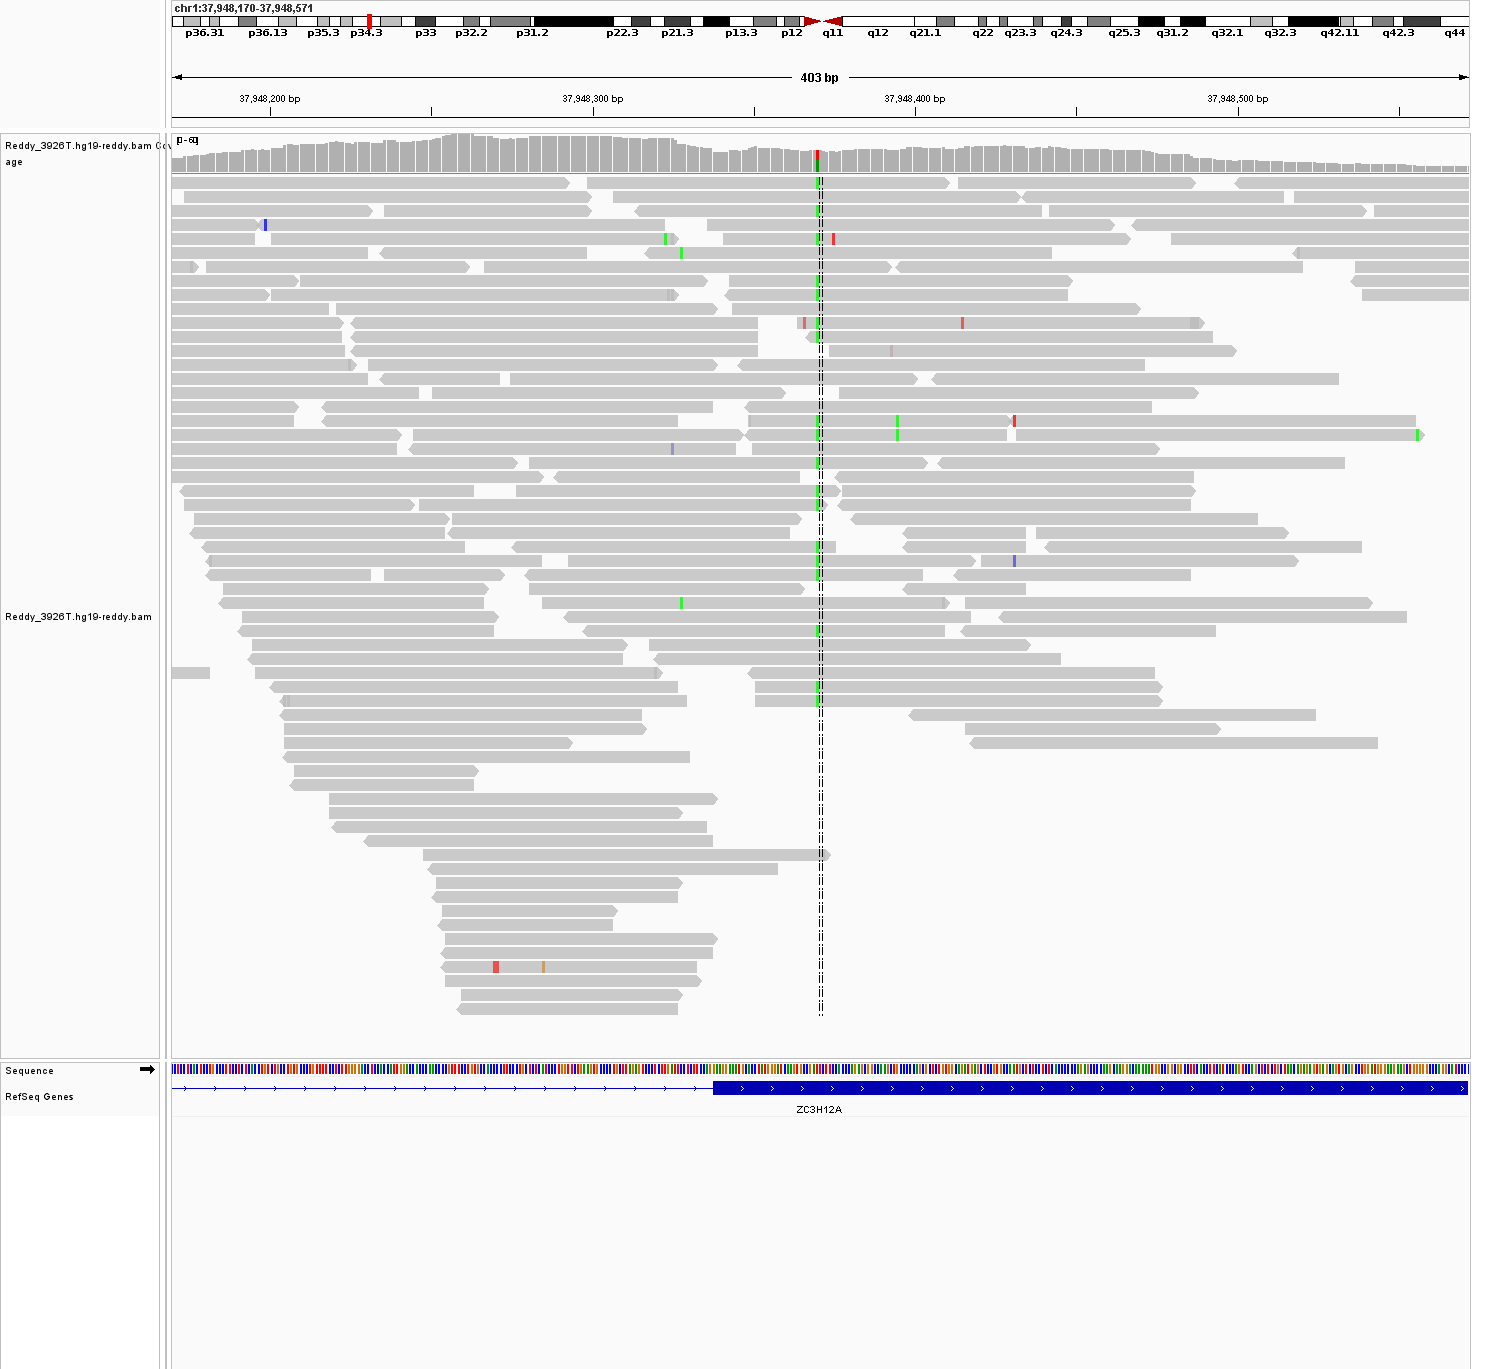 chr1:37,948,170-37,948,571
p36.31 p36.13 p35.3 p34.3 p33 p32.2 p31.2 p22.3 p21.3 p13.3 p12 q11 q12 q21.1 q22 q23.3 q24.3 q25.3 q31.2 q32.1 q32.3 q42.11 q42.3 q44
403 bp
37,948,200 bp 37,948,300 bp 37,948,400 bp 37,948,500 bp
Reddy_3926T.hg19-reddy.bam Cov
age
[0 - 60]
Reddy_3926T.hg19-reddy.bam
Sequence
RefSeq Genes
ZC3H12A